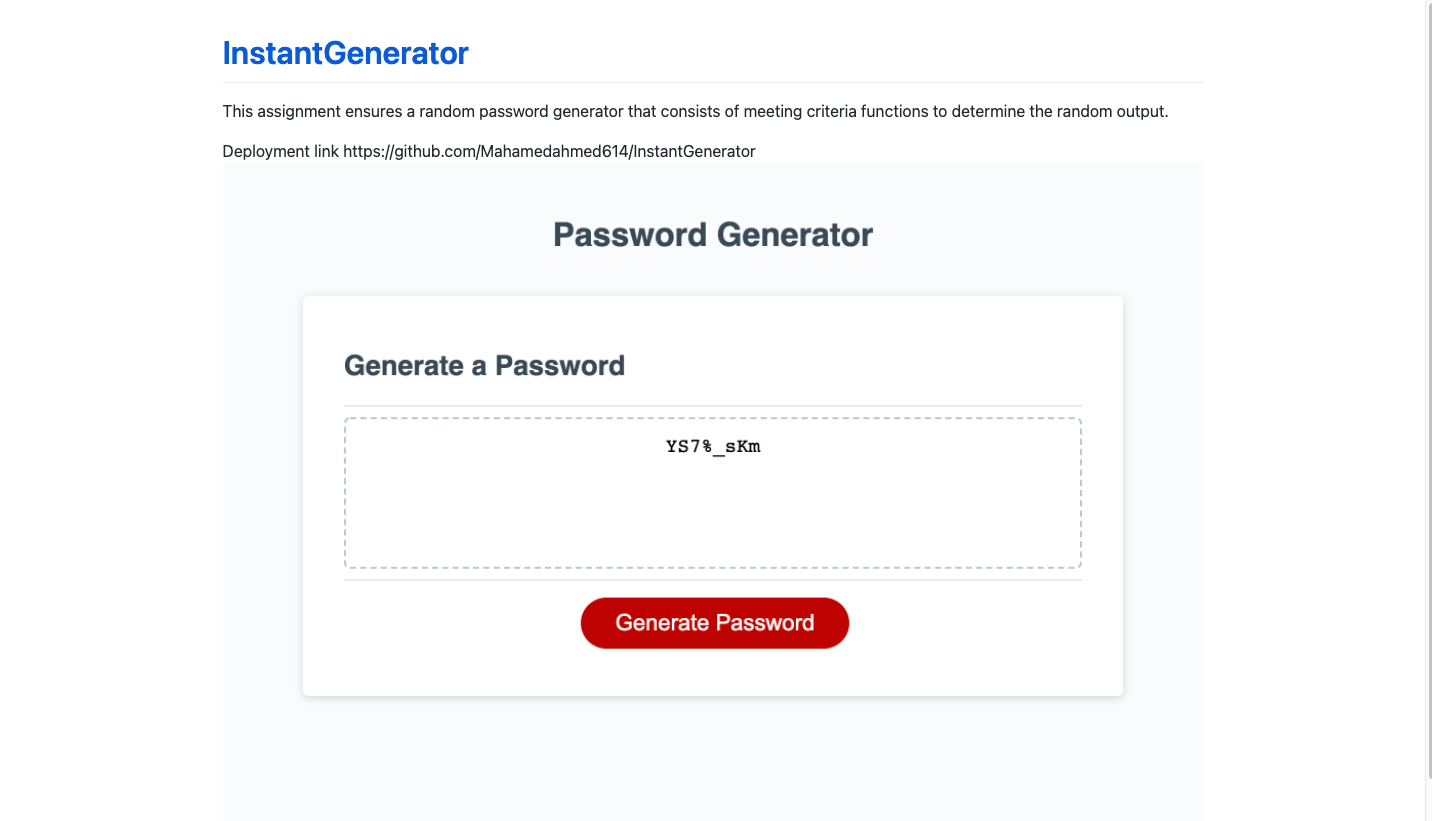 InstantGenerator
This assignment ensures a random password generator that consists of meeting criteria functions to determine the random output.
Deployment link https://github.com/Mahamedahmed614/InstantGenerator
Password Generator
Generate a Password
YS7%_sKm
Generate Password